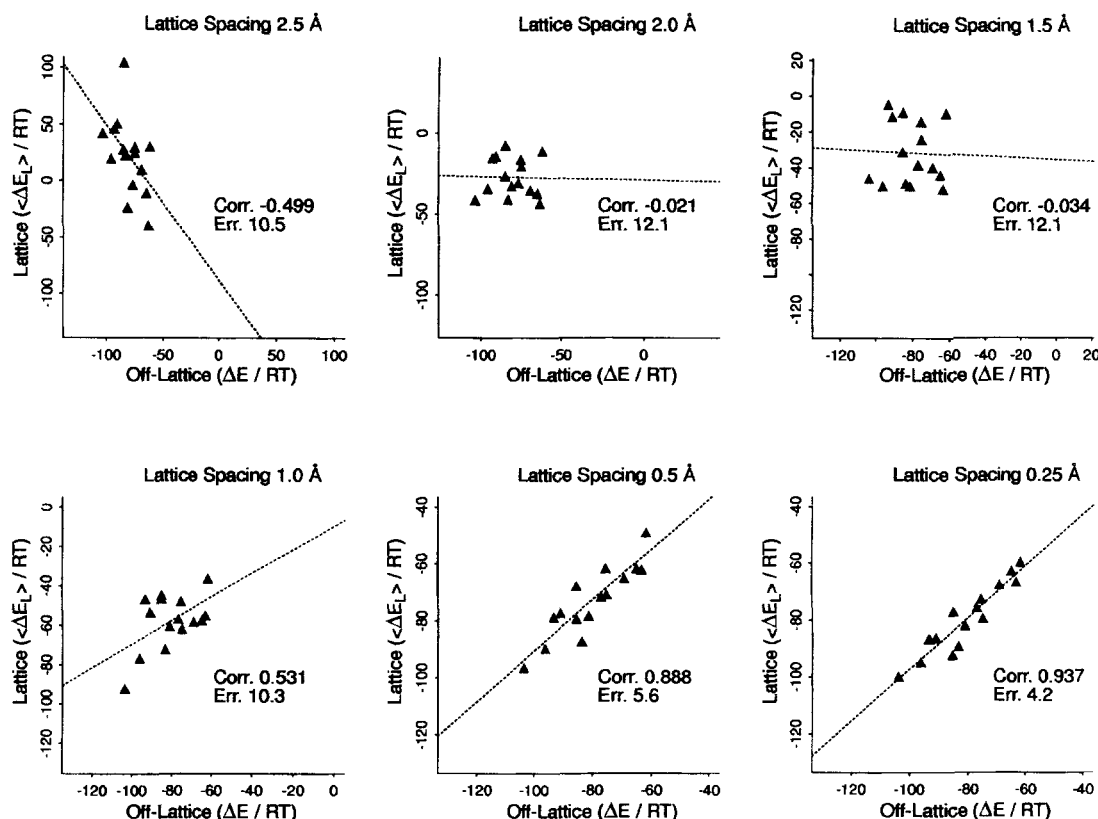 Lattice Spacing 2.5 Å
Lattice Spacing 2.0 Å
Lattice Spacing 1.5 Å
Lattice (<ΔE_L> / RT)
100
50
0
-50
-100
Corr. -0.499
Err. 10.5
-100 -50 0 50 100
Off-Lattice (ΔE / RT)
Lattice (<ΔE_L> / RT)
0
-50
-100
Corr. -0.021
Err. 12.1
-100 -50 0
Off-Lattice (ΔE / RT)
Lattice (<ΔE_L> / RT)
20
0
-20
-40
-60
-80
-120
Corr. -0.034
Err. 12.1
-120 -80 -60 -40 -20 0 20
Off-Lattice (ΔE / RT)
Lattice Spacing 1.0 Å
Lattice Spacing 0.5 Å
Lattice Spacing 0.25 Å
Lattice (<ΔE_L> / RT)
0
-20
-40
-60
-80
-120
Corr. 0.531
Err. 10.3
-120 -100 -80 -60 -40 -20 0
Off-Lattice (ΔE / RT)
Lattice (<ΔE_L> / RT)
-40
-60
-80
-100
-120
Corr. 0.888
Err. 5.6
-120 -100 -80 -60 -40
Off-Lattice (ΔE / RT)
Lattice (<ΔE_L> / RT)
-40
-60
-80
-100
-120
Corr. 0.937
Err. 4.2
-120 -100 -80 -60 -40
Off-Lattice (ΔE / RT)